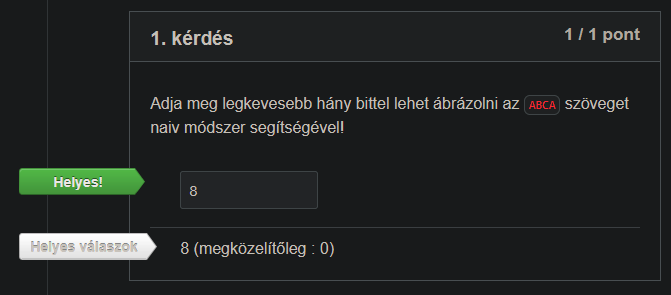 1. kérdés
1 / 1 pont
Adja meg legkevesebb hány bittel lehet ábrázolni az ABCA szöveget
naiv módszer segítségével!
Helyes!
8
Helyes válaszok
8 (megközelítőleg : 0)